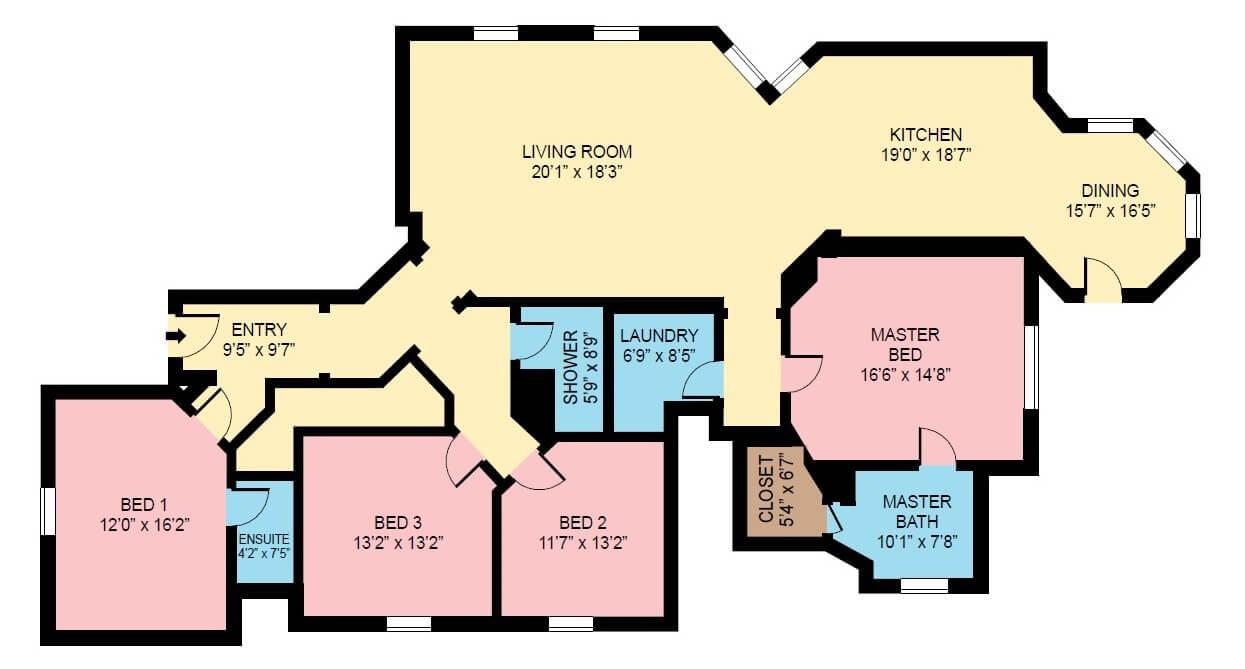 LIVING ROOM
20'1" x 18'3"
KITCHEN
19'0" x 18'7"
DINING
15'7" x 16'5"
ENTRY
9'5" x 9'7"
SHOWER
5'9" x 8'9"
LAUNDRY
6'9" x 8'5"
MASTER
BED
16'6" x 14'8"
BED 1
12'0" x 16'2"
ENSUITE
4'2" x 7'5"
BED 3
13'2" x 13'2"
BED 2
11'7" x 13'2"
CLOSET
5'4" x 6'7"
MASTER
BATH
10'1" x 7'8"